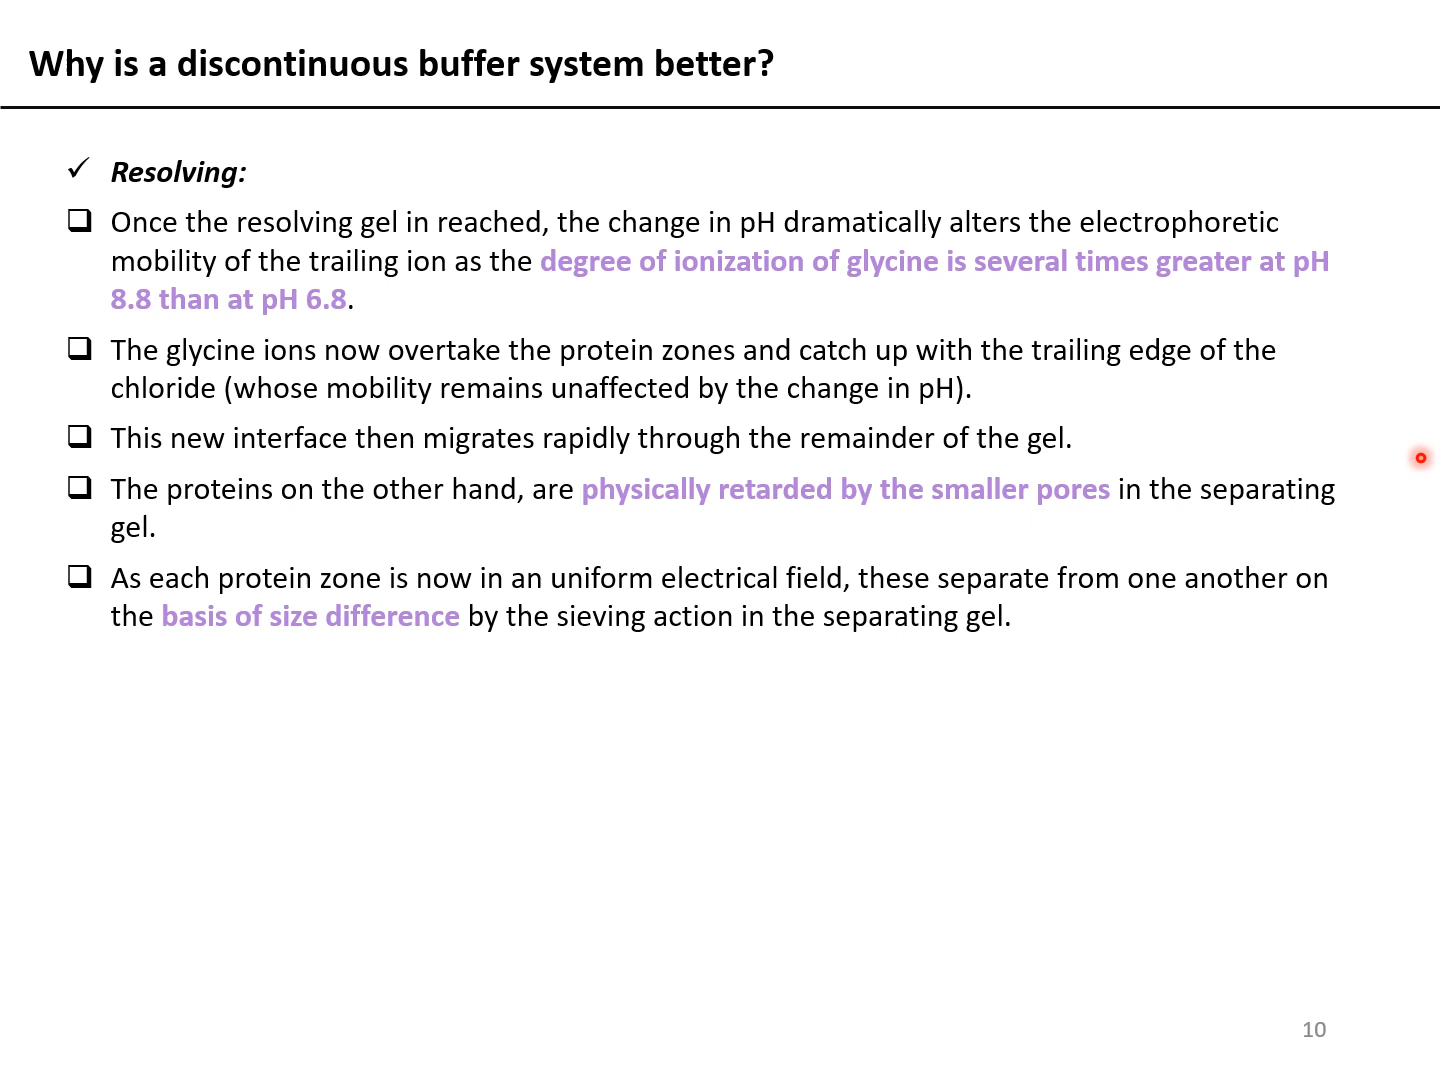 Why is a discontinuous buffer system better?
✓ Resolving:
❑ Once the resolving gel in reached, the change in pH dramatically alters the electrophoretic
mobility of the trailing ion as the degree of ionization of glycine is several times greater at pH
8.8 than at pH 6.8.
❑ The glycine ions now overtake the protein zones and catch up with the trailing edge of the
chloride (whose mobility remains unaffected by the change in pH).
❑ This new interface then migrates rapidly through the remainder of the gel.
❑ The proteins on the other hand, are physically retarded by the smaller pores in the separating
gel.
❑ As each protein zone is now in an uniform electrical field, these separate from one another on
the basis of size difference by the sieving action in the separating gel.
10